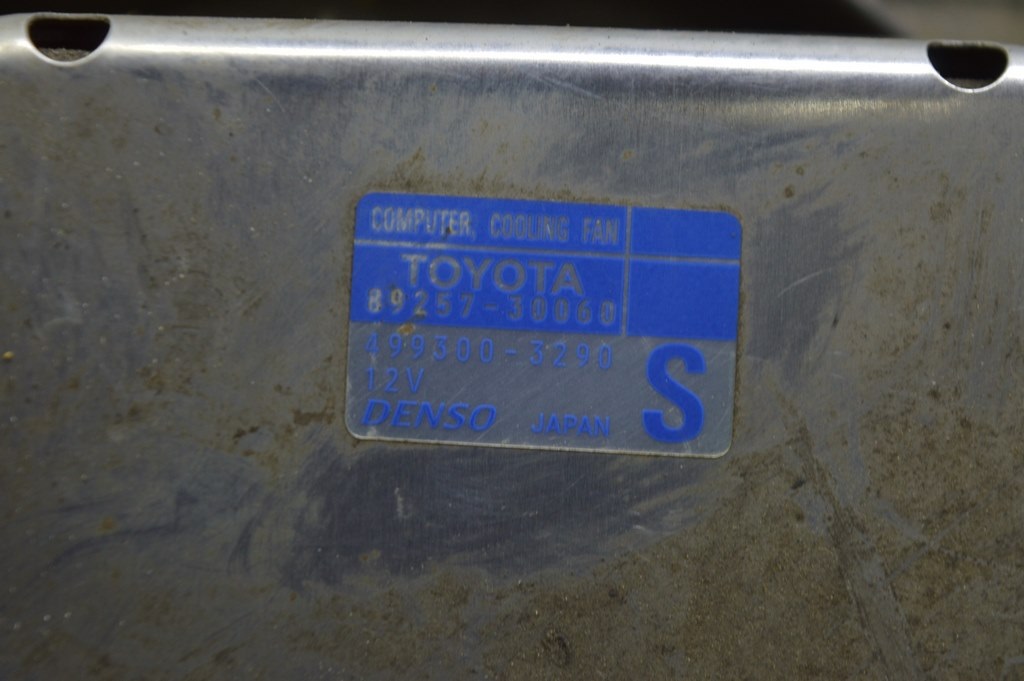 COMPUTER, COOLING FAN
TOYOTA
89257-30060
499300-3290
12V
DENSO JAPAN
S